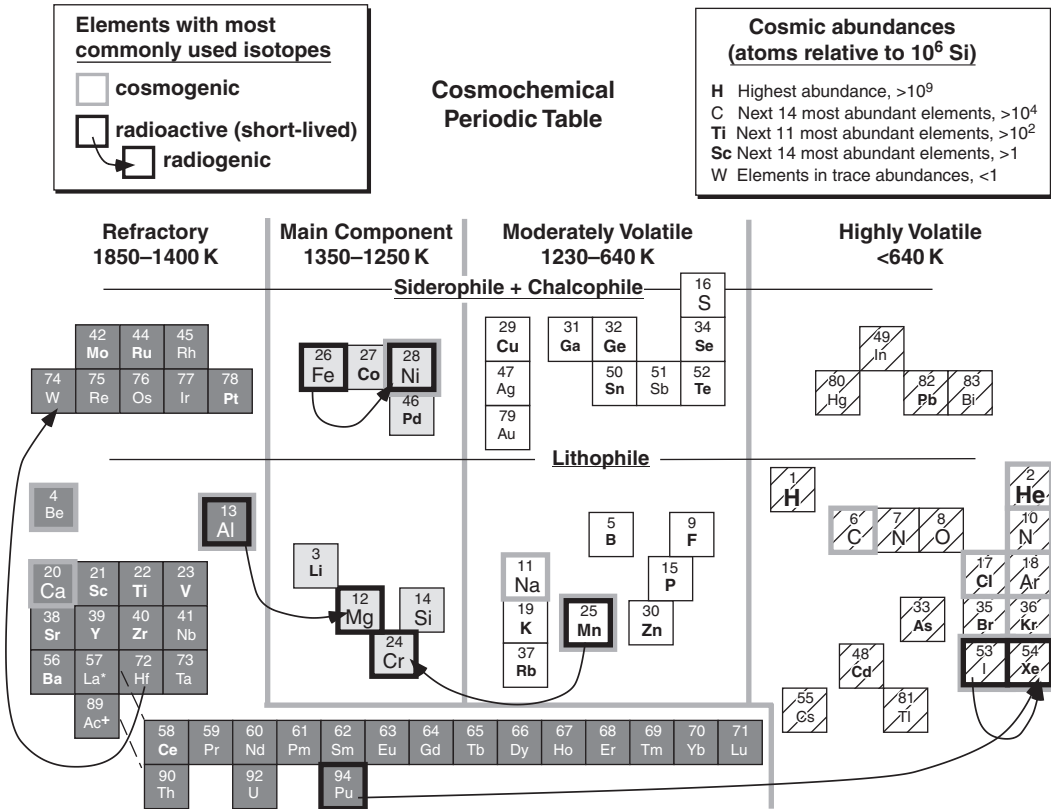 Elements with most
commonly used isotopes
cosmogenic
radioactive (short-lived)
radiogenic
Cosmochemical
Periodic Table
Cosmic abundances
(atoms relative to 10⁶ Si)
H Highest abundance, >10⁹
C Next 14 most abundant elements, >10⁴
Ti Next 11 most abundant elements, >10²
Sc Next 14 most abundant elements, >1
W Elements in trace abundances, <1
Refractory
1850–1400 K
Main Component
1350–1250 K
Moderately Volatile
1230–640 K
Highly Volatile
<640 K
Siderophile + Chalcophile
16
S
42 44 45
Mo Ru Rh
74 75 76 77 78
W Re Os Ir Pt
26 27 28
Fe Co Ni
46
Pd
29 31 32 34
Cu Ga Ge Se
47 50 51 52
Ag Sn Sb Te
79
Au
49
In
80 82 83
Hg Pb Bi
Lithophile
4
Be
13
Al
20 21 22 23
Ca Sc Ti V
38 39 40 41
Sr Y Zr Nb
56 57 72 73
Ba La* Hf Ta
89
Ac+
3
Li
12 14
Mg Si
24
Cr
5 9
B F
11 15
Na P
19 25 30
K Mn Zn
37
Rb
1 2
H He
6 7 8 10
C N O N
17 18
Cl Ar
33 35 36
As Br Kr
48 53 54
Cd I Xe
55 81
Cs Tl
58 59 60 61 62 63 64 65 66 67 68 69 70 71
Ce Pr Nd Pm Sm Eu Gd Tb Dy Ho Er Tm Yb Lu
90 92 94
Th U Pu